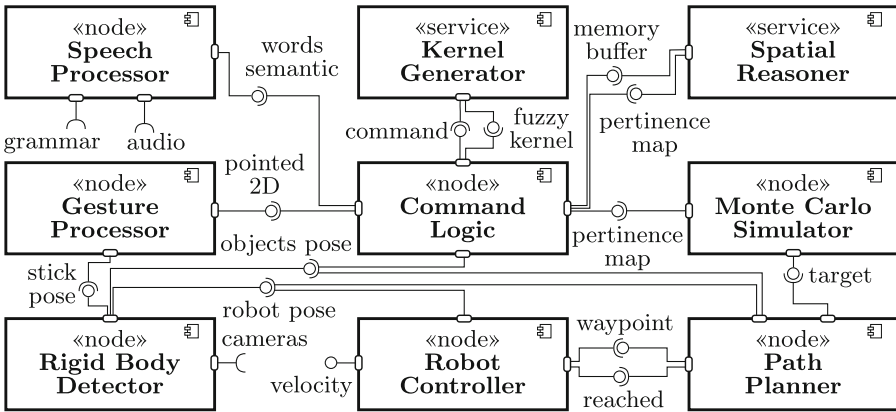 «node»
Speech
Processor
words
semantic
«service»
Kernel
Generator
memory
buffer
«service»
Spatial
Reasoner
grammar
audio
command
fuzzy
kernel
pertinence
map
«node»
Gesture
Processor
pointed
2D
«node»
Command
Logic
pertinence
map
«node»
Monte Carlo
Simulator
stick
pose
objects pose
robot pose
target
«node»
Rigid Body
Detector
cameras
velocity
«node»
Robot
Controller
waypoint
reached
«node»
Path
Planner